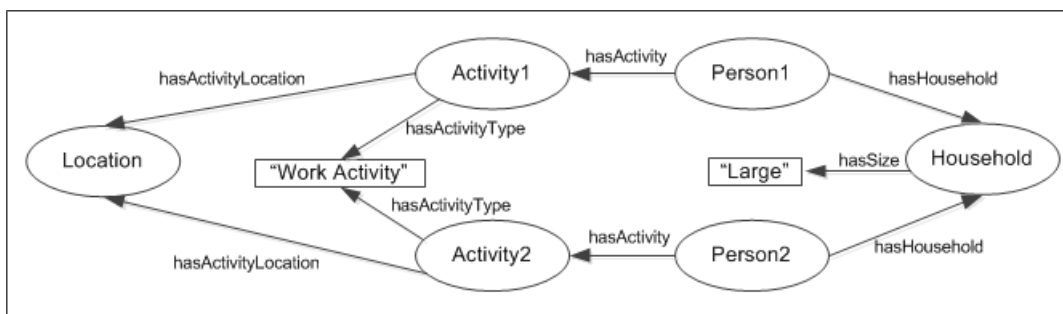 hasActivity
Activity1
Person1
hasActivityLocation
hasHousehold
hasActivityType
Location
"Work Activity"
"Large"
hasSize
Household
hasActivityType
hasActivity
hasHousehold
hasActivityLocation
Activity2
Person2